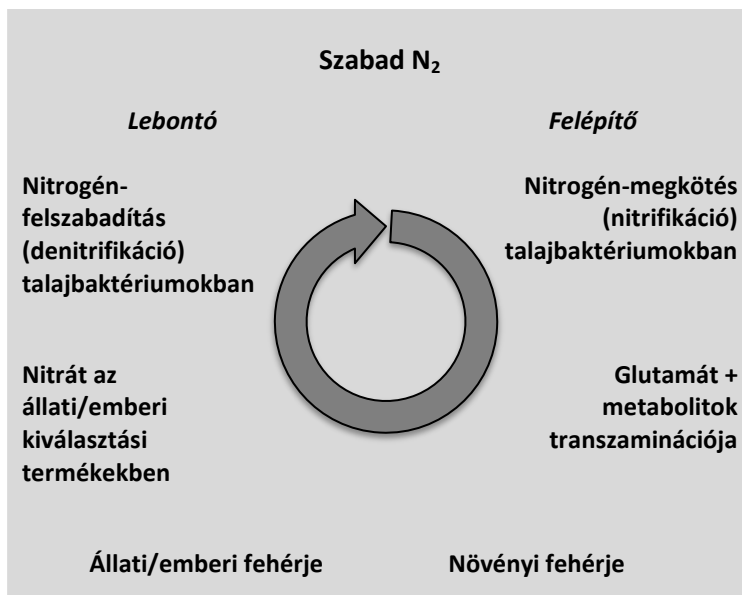 Szabad N₂
Lebontó
Felépítő
Nitrogén-
felszabadítás
(denitrifikáció)
talajbaktériumokban
Nitrogén-megkötés
(nitrifikáció)
talajbaktériumokban
Nitrát az
állati/emberi
kiválasztási
termékekben
Glutamát +
metabolitok
transzaminációja
Állati/emberi fehérje
Növényi fehérje